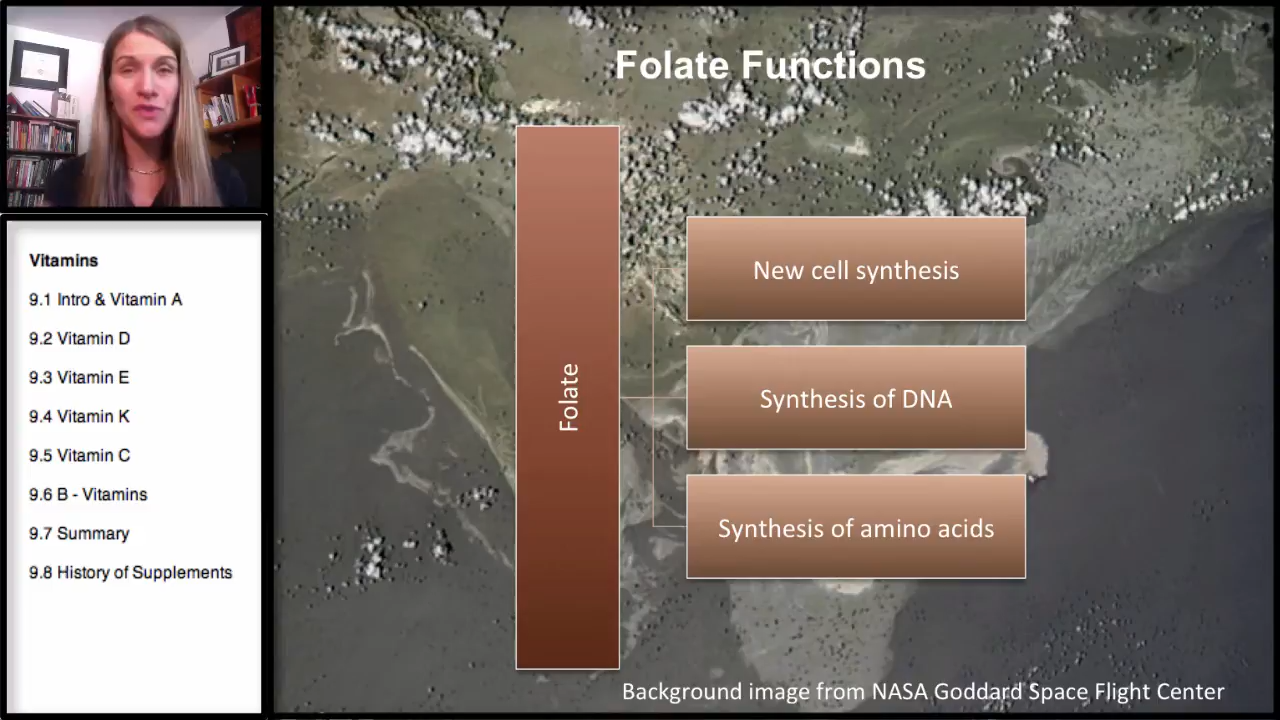 Folate Functions
Folate
New cell synthesis
Synthesis of DNA
Synthesis of amino acids
Background image from NASA Goddard Space Flight Center
Vitamins
9.1 Intro & Vitamin A
9.2 Vitamin D
9.3 Vitamin E
9.4 Vitamin K
9.5 Vitamin C
9.6 B - Vitamins
9.7 Summary
9.8 History of Supplements